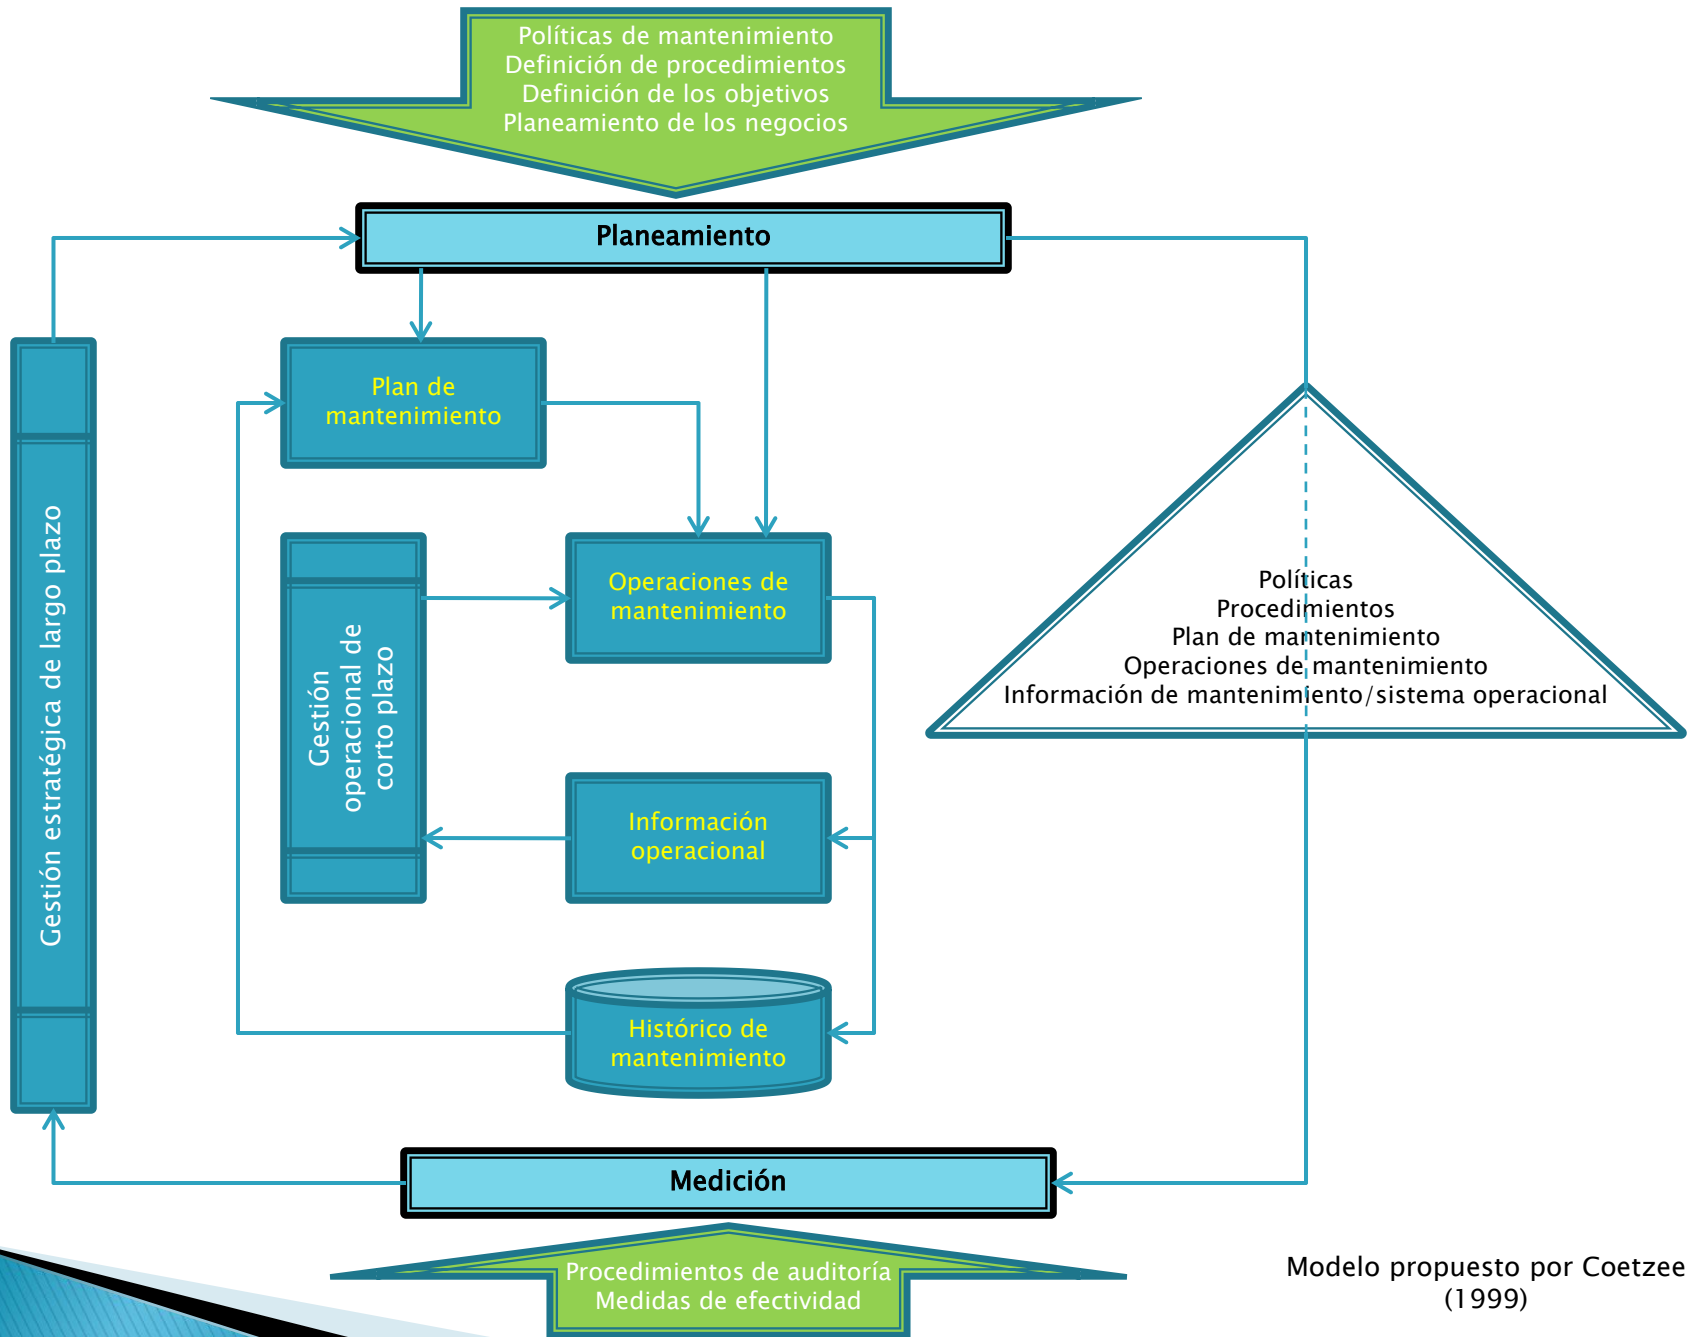 Políticas de mantenimiento
Definición de procedimientos
Definición de los objetivos
Planeamiento de los negocios
Planeamiento
Plan de
mantenimiento
Gestión estratégica de largo plazo
Gestión
operacional de
corto plazo
Operaciones de
mantenimiento
Políticas
Procedimientos
Plan de mantenimiento
Operaciones de mantenimiento
Información de mantenimiento/sistema operacional
Información
operacional
Histórico de
mantenimiento
Medición
Procedimientos de auditoría
Medidas de efectividad
Modelo propuesto por Coetzee
(1999)